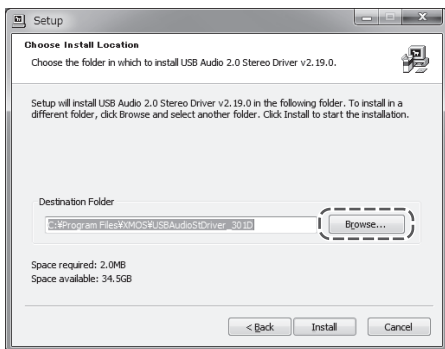 Setup
Choose Install Location
Choose the folder in which to install USB Audio 2.0 Stereo Driver v2.19.0.
Setup will install USB Audio 2.0 Stereo Driver v2.19.0 in the following folder. To install in a
different folder, click Browse and select another folder. Click Install to start the installation.
Destination Folder
C:¥Program Files¥XMOS¥USBAudioStDriver_301D
Browse...
Space required: 2.0MB
Space available: 34.5GB
< Back
Install
Cancel